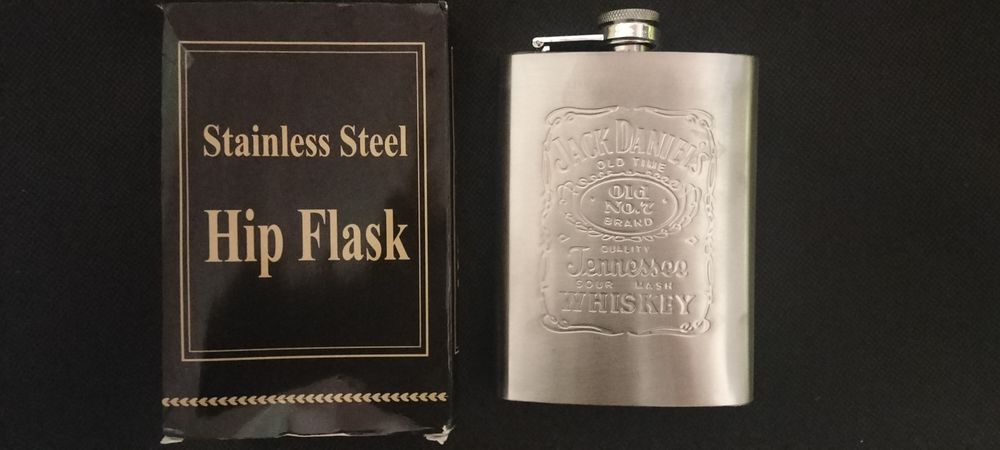 Stainless Steel
Hip Flask
JACK DANIEL'S
OLD TIME
Old
No.7
BRAND
QUALITY
Tennessee
SOUR MASH
WHISKEY